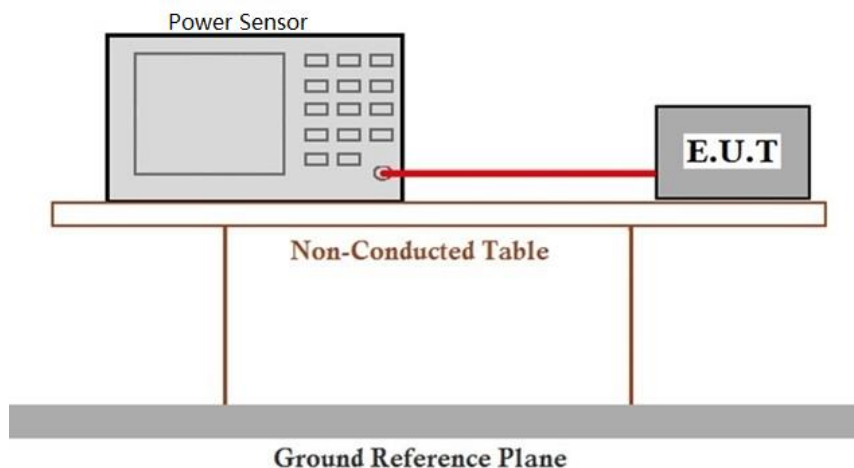 Power Sensor
E.U.T
Non-Conducted Table
Ground Reference Plane